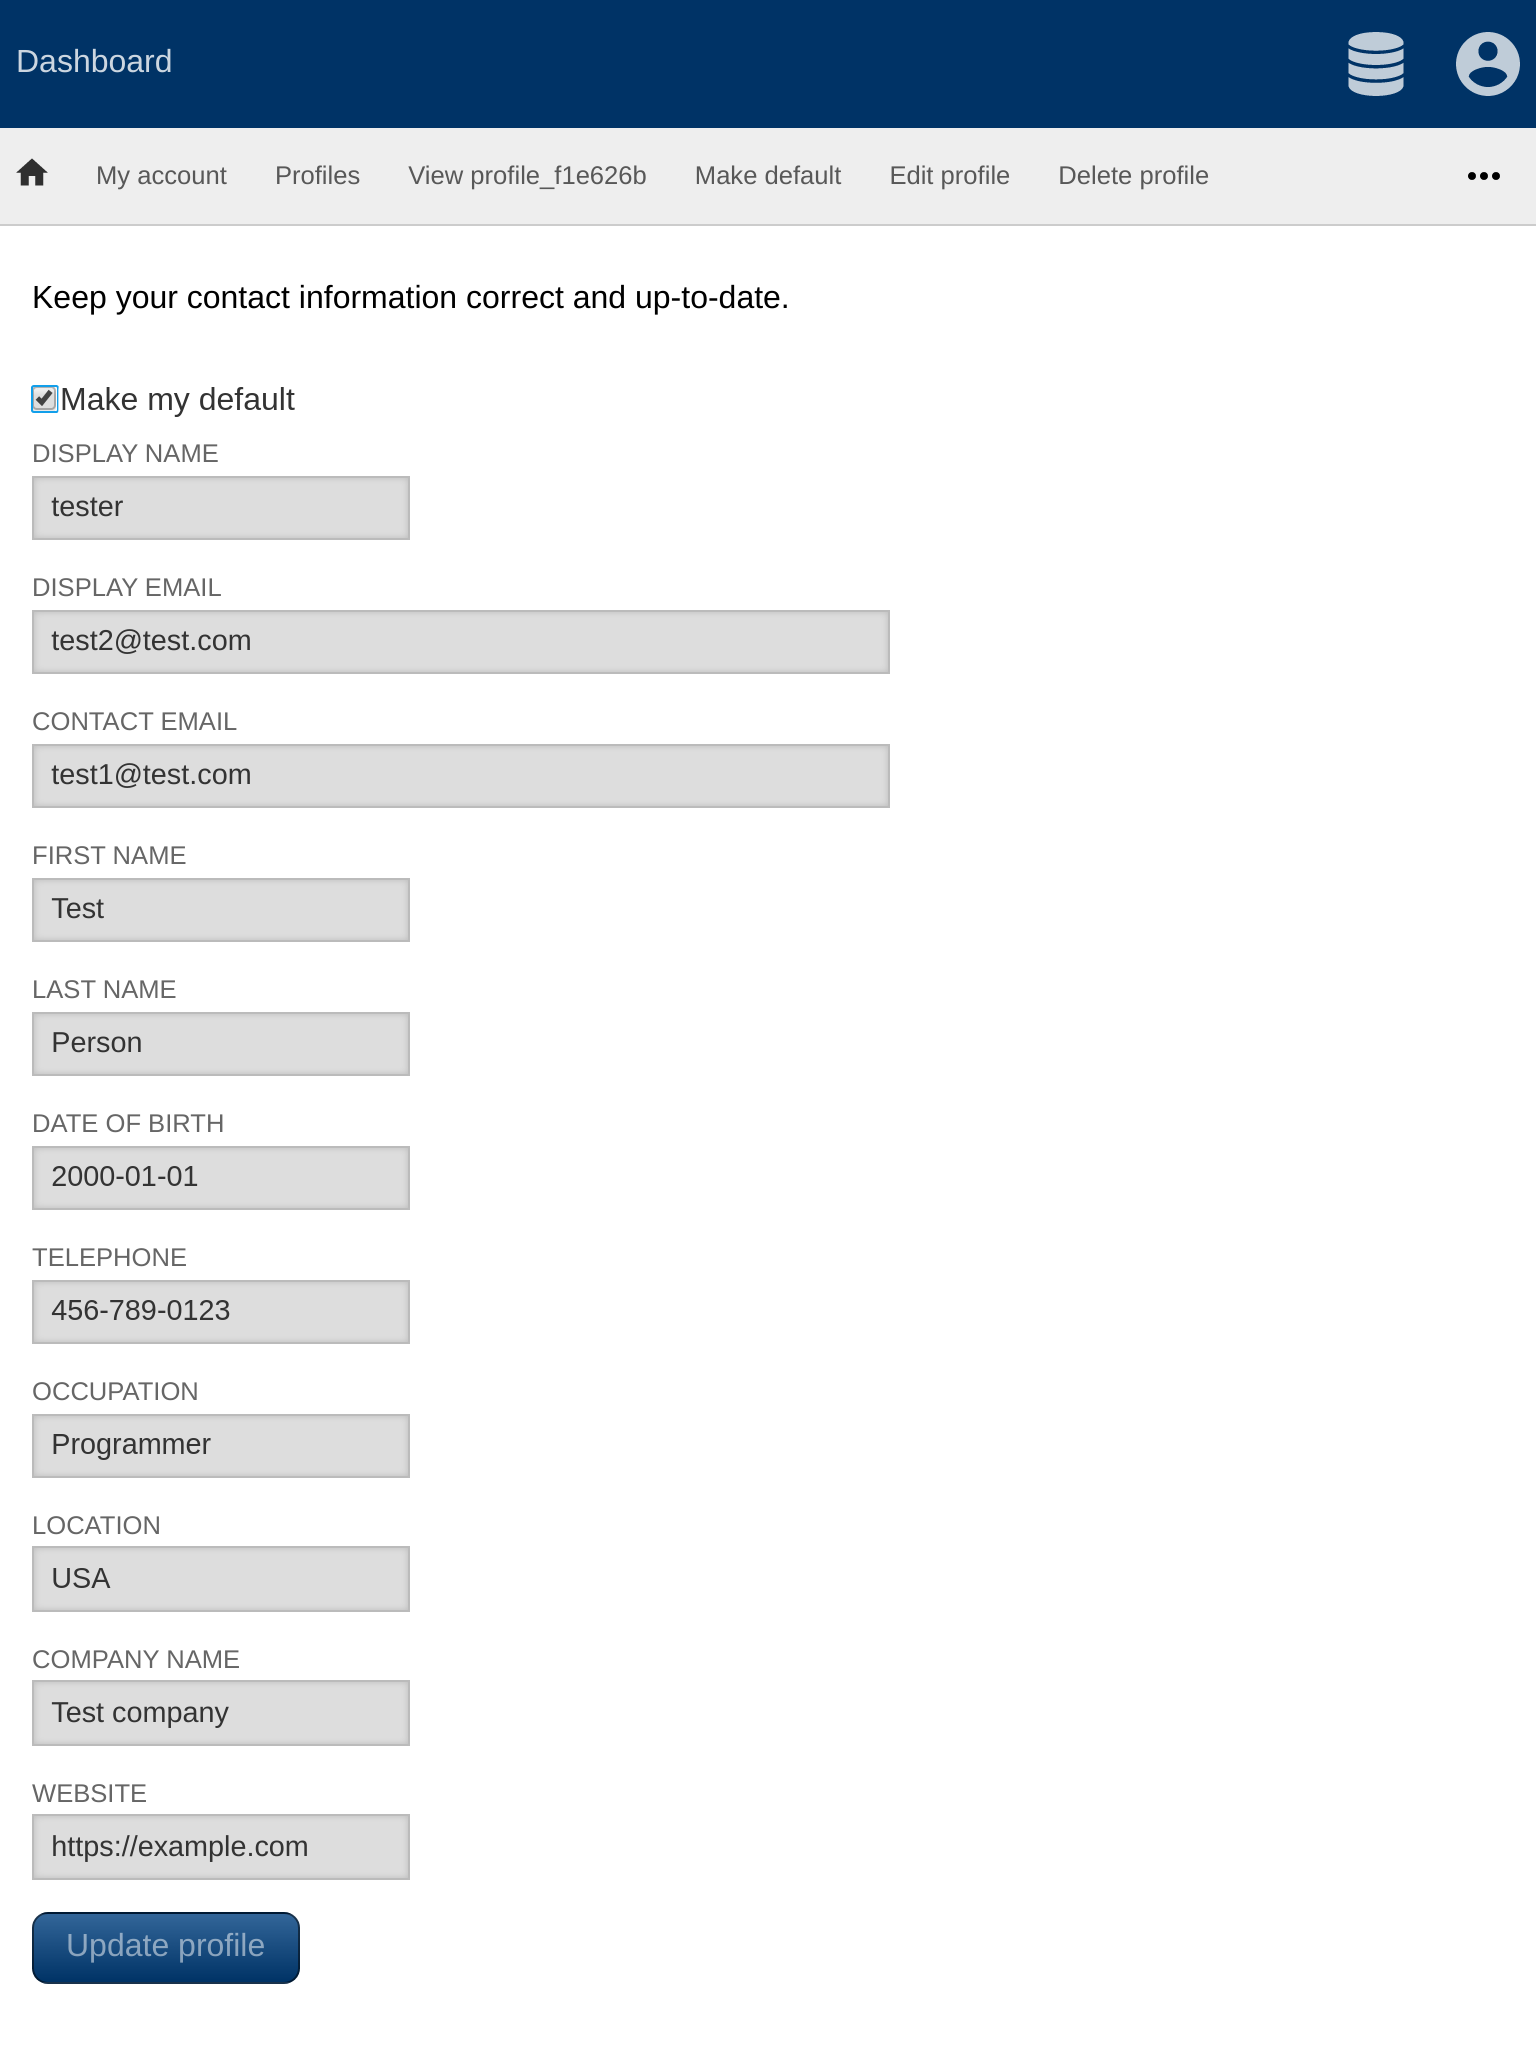 Dashboard
My account Profiles View profile_f1e626b Make default Edit profile Delete profile
Keep your contact information correct and up-to-date.
Make my default
DISPLAY NAME
tester
DISPLAY EMAIL
test2@test.com
CONTACT EMAIL
test1@test.com
FIRST NAME
Test
LAST NAME
Person
DATE OF BIRTH
2000-01-01
TELEPHONE
456-789-0123
OCCUPATION
Programmer
LOCATION
USA
COMPANY NAME
Test company
WEBSITE
https://example.com
Update profile